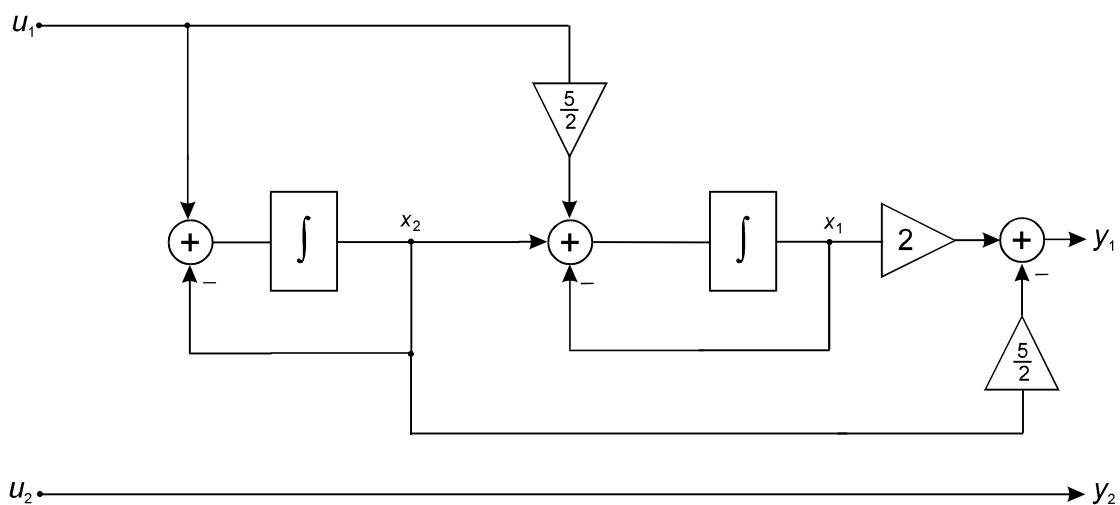 u₁
5/2
x₂
x₁
+
∫
+
∫
2
+
y₁
–
–
–
5/2
u₂
y₂